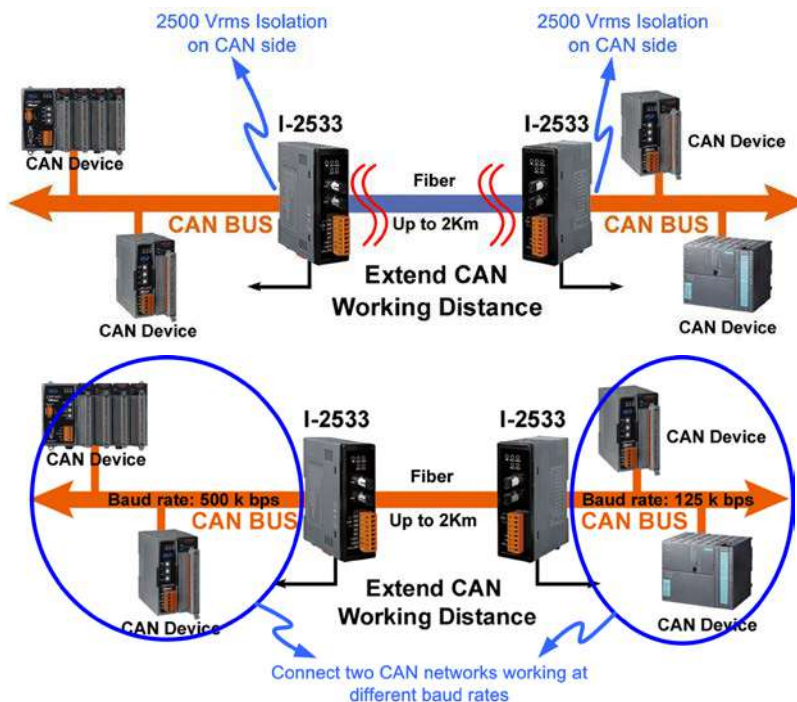 2500 Vrms Isolation
on CAN side
2500 Vrms Isolation
on CAN side
I-2533
I-2533
CAN Device
CAN Device
Fiber
CAN BUS
Up to 2Km
CAN BUS
Extend CAN
Working Distance
CAN Device
CAN Device
I-2533
I-2533
CAN Device
CAN Device
Fiber
Baud rate: 500 k bps
Baud rate: 125 k bps
CAN BUS
Up to 2Km
CAN BUS
Extend CAN
Working Distance
CAN Device
CAN Device
Connect two CAN networks working at
different baud rates